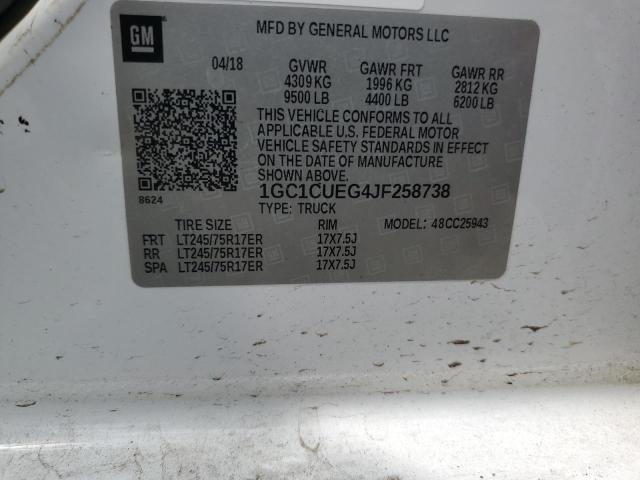 GM
MFD BY GENERAL MOTORS LLC
04/18 GVWR GAWR FRT GAWR RR
4309 KG 1996 KG 2812 KG
9500 LB 4400 LB 6200 LB
THIS VEHICLE CONFORMS TO ALL
APPLICABLE U.S. FEDERAL MOTOR
VEHICLE SAFETY STANDARDS IN EFFECT
ON THE DATE OF MANUFACTURE
SHOWN ABOVE.
8624
1GC1CUEG4JF258738
TYPE: TRUCK
TIRE SIZE RIM MODEL: 48CC25943
FRT LT245/75R17ER 17X7.5J
RR LT245/75R17ER 17X7.5J
SPA LT245/75R17ER 17X7.5J